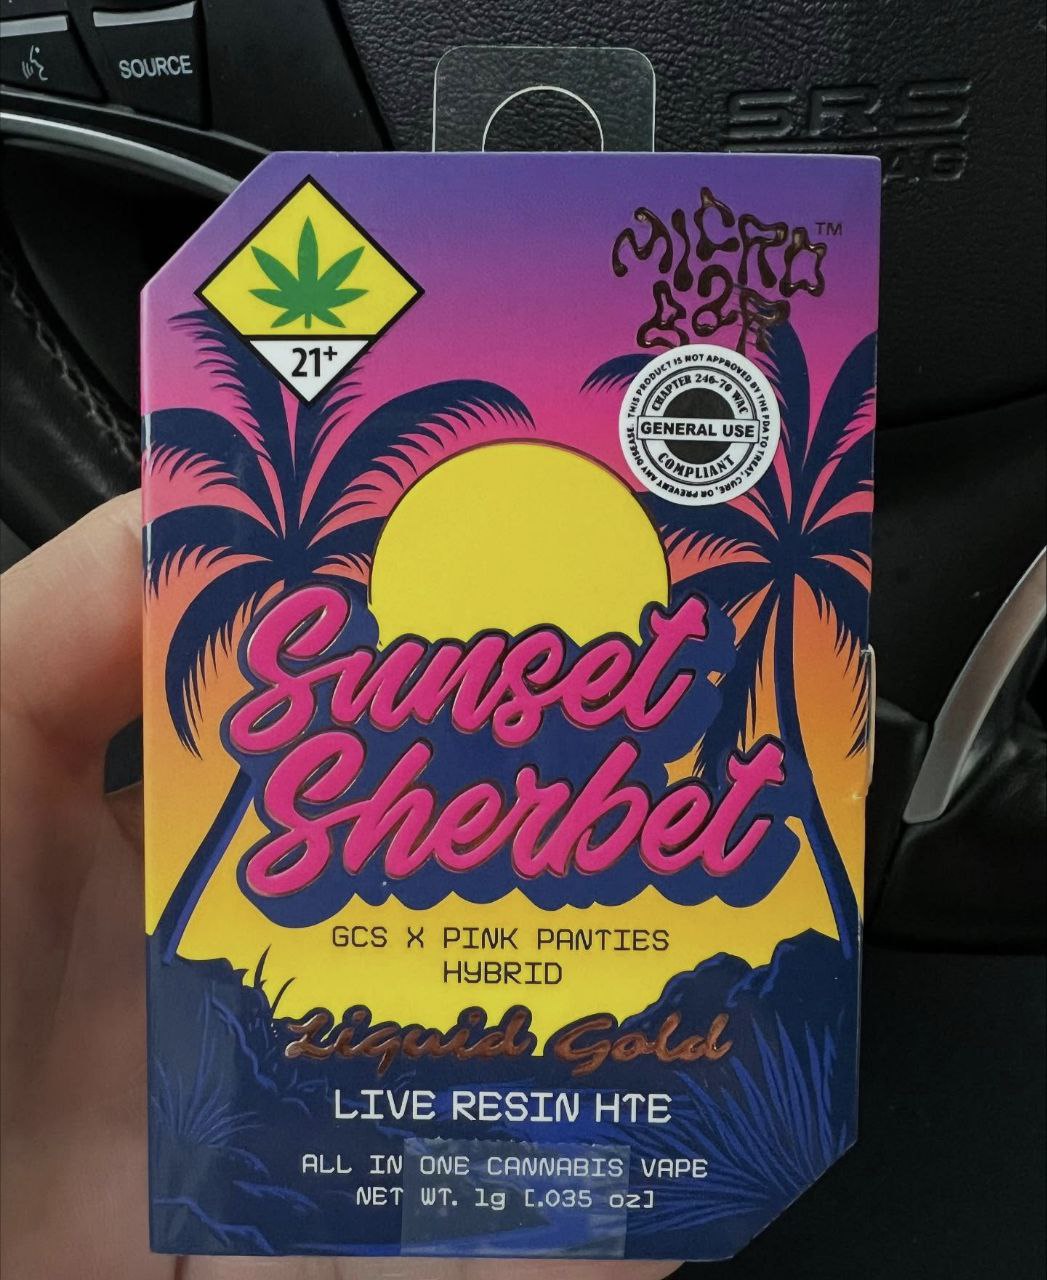 SOURCE
SRS
21+
MICRO™
BAR
THIS PRODUCT IS NOT APPROVED BY THE FDA TO TREAT, CURE, OR PREVENT ANY DISEASE.
CHAPTER 246-70 WAC
GENERAL USE
COMPLIANT
Sunset
Sherbet
GCS X PINK PANTIES
HYBRID
Liquid Gold
LIVE RESIN HTE
ALL IN ONE CANNABIS VAPE
NET WT. 1g [.035 oz]